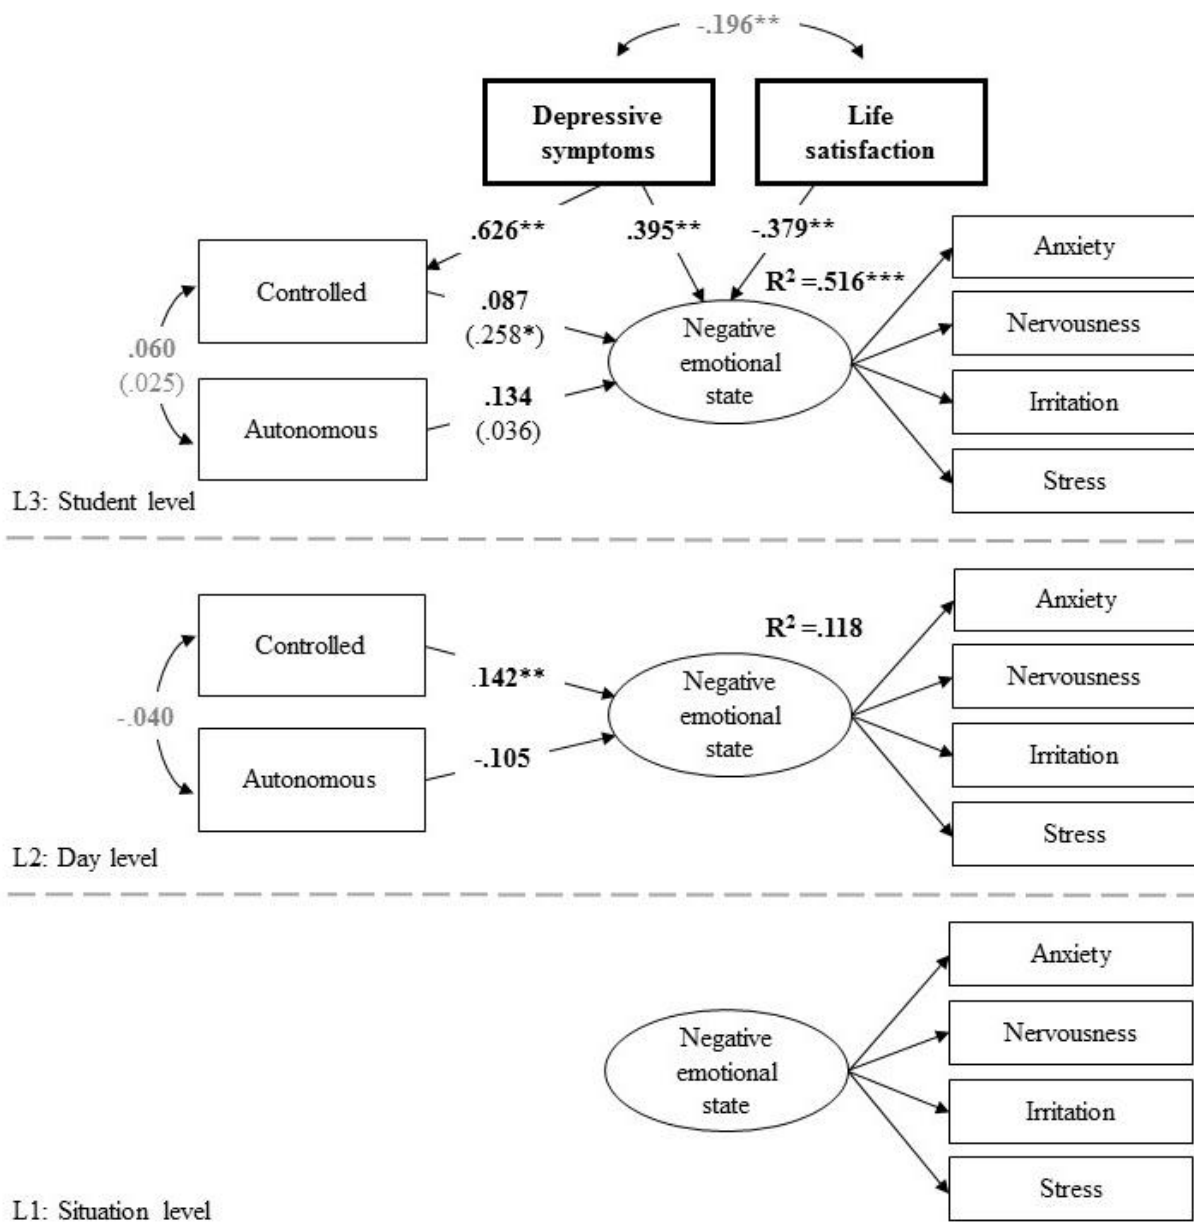 -.196**
Depressive
symptoms
Life
satisfaction
.626**
.395**
-.379**
R² =.516***
Controlled
.087
(.258*)
.060
(.025)
Autonomous
.134
(.036)
Negative
emotional
state
Anxiety
Nervousness
Irritation
Stress
L3: Student level
Controlled
.142**
-.040
Autonomous
-.105
R² =.118
Negative
emotional
state
Anxiety
Nervousness
Irritation
Stress
L2: Day level
Negative
emotional
state
Anxiety
Nervousness
Irritation
Stress
L1: Situation level